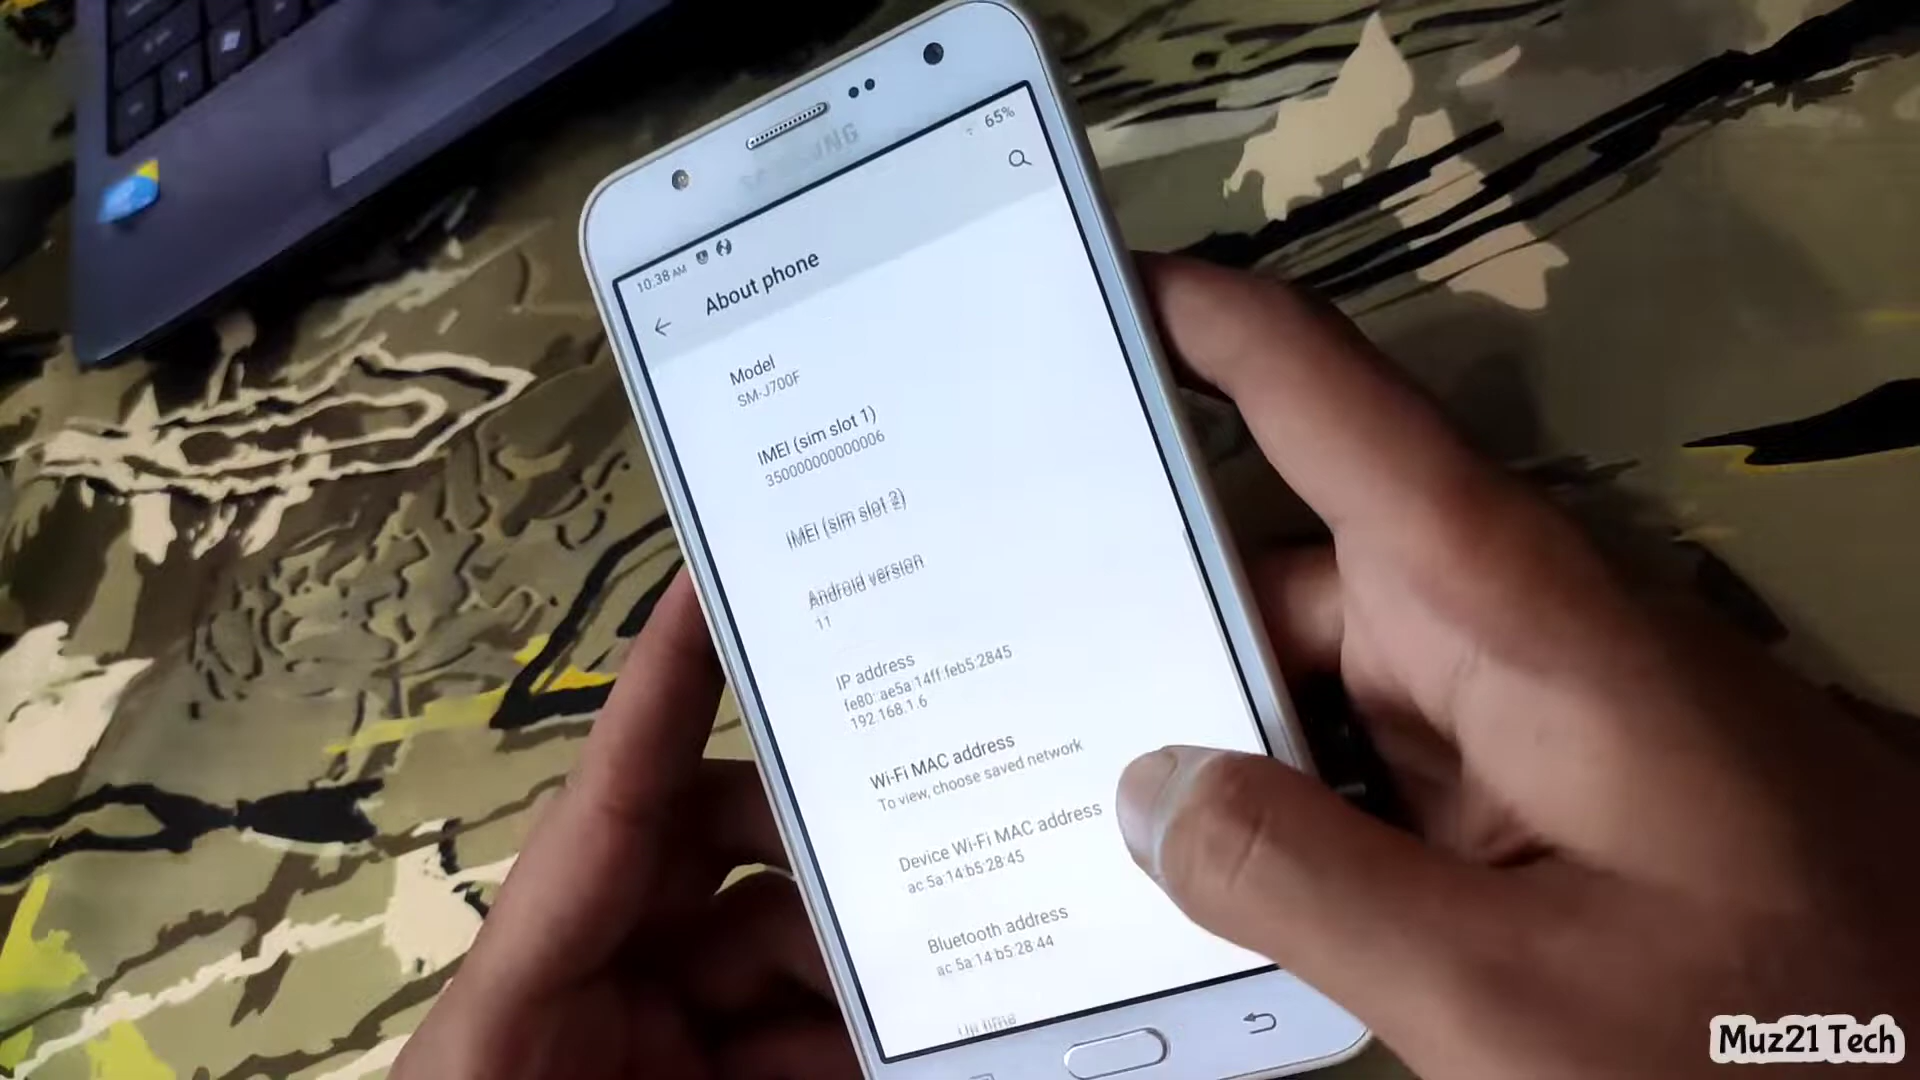 65%
10:38 AM
About phone
Model
SM-J700F
IMEI (sim slot 1)
350000000000006
IMEI (sim slot 2)
Android version
11
IP address
fe80::ae5a:14ff:feb5:2845
192.168.1.6
Wi-Fi MAC address
To view, choose saved network
Device Wi-Fi MAC address
ac:5a:14:b5:28:45
Bluetooth address
ac:5a:14:b5:28:44
Up time
Muz21 Tech